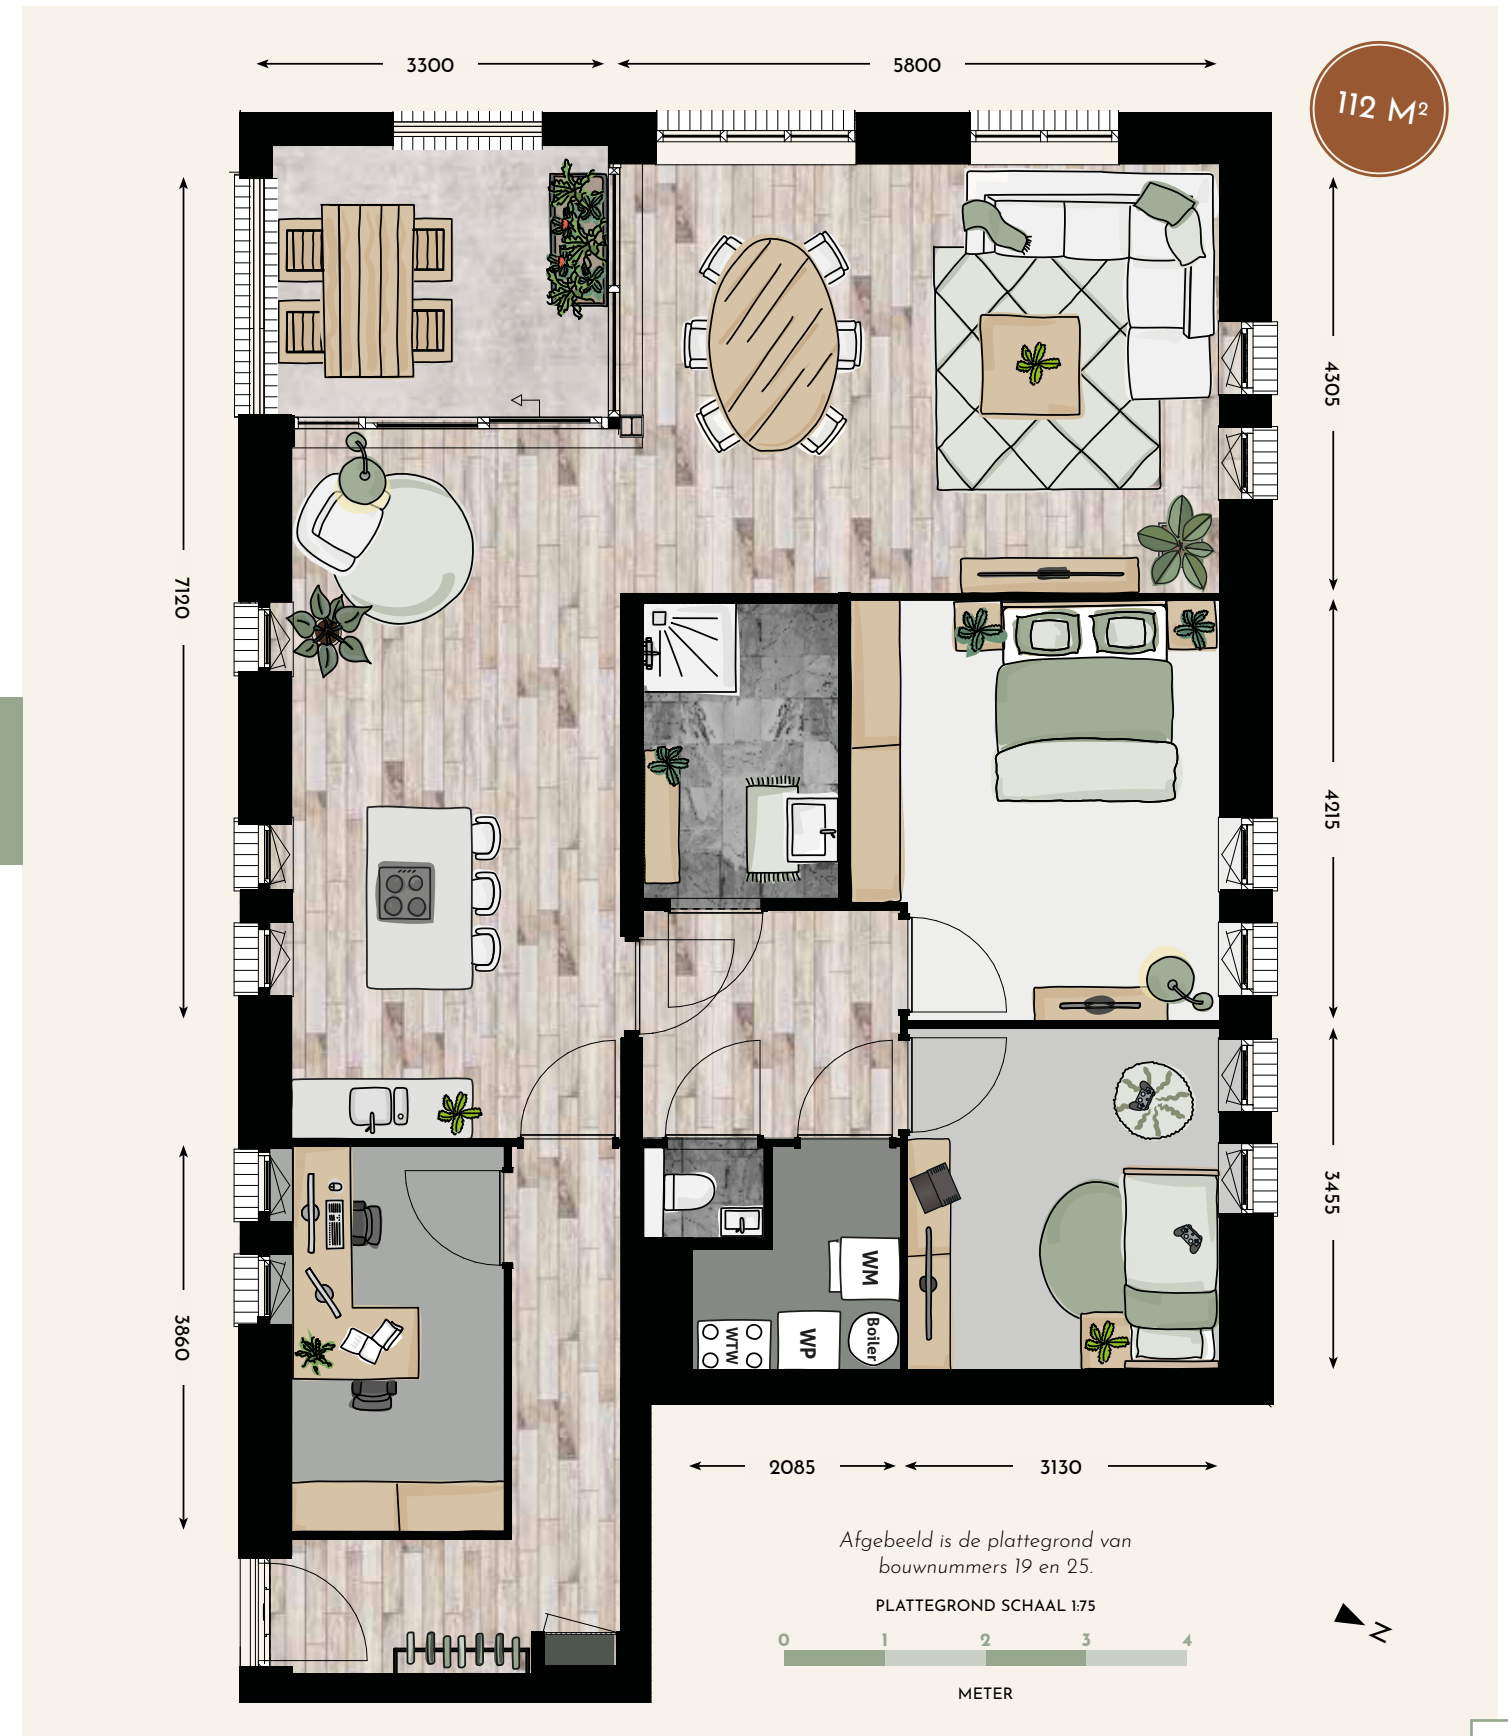 3300
5800
112 M²
4305
7120
4215
3455
3860
WM
WTW
WP
Boiler
2085
3130
Afgebeeld is de plattegrond van
bouwnummers 19 en 25.
PLATTEGROND SCHAAL 1:75
0 1 2 3 4
METER
N